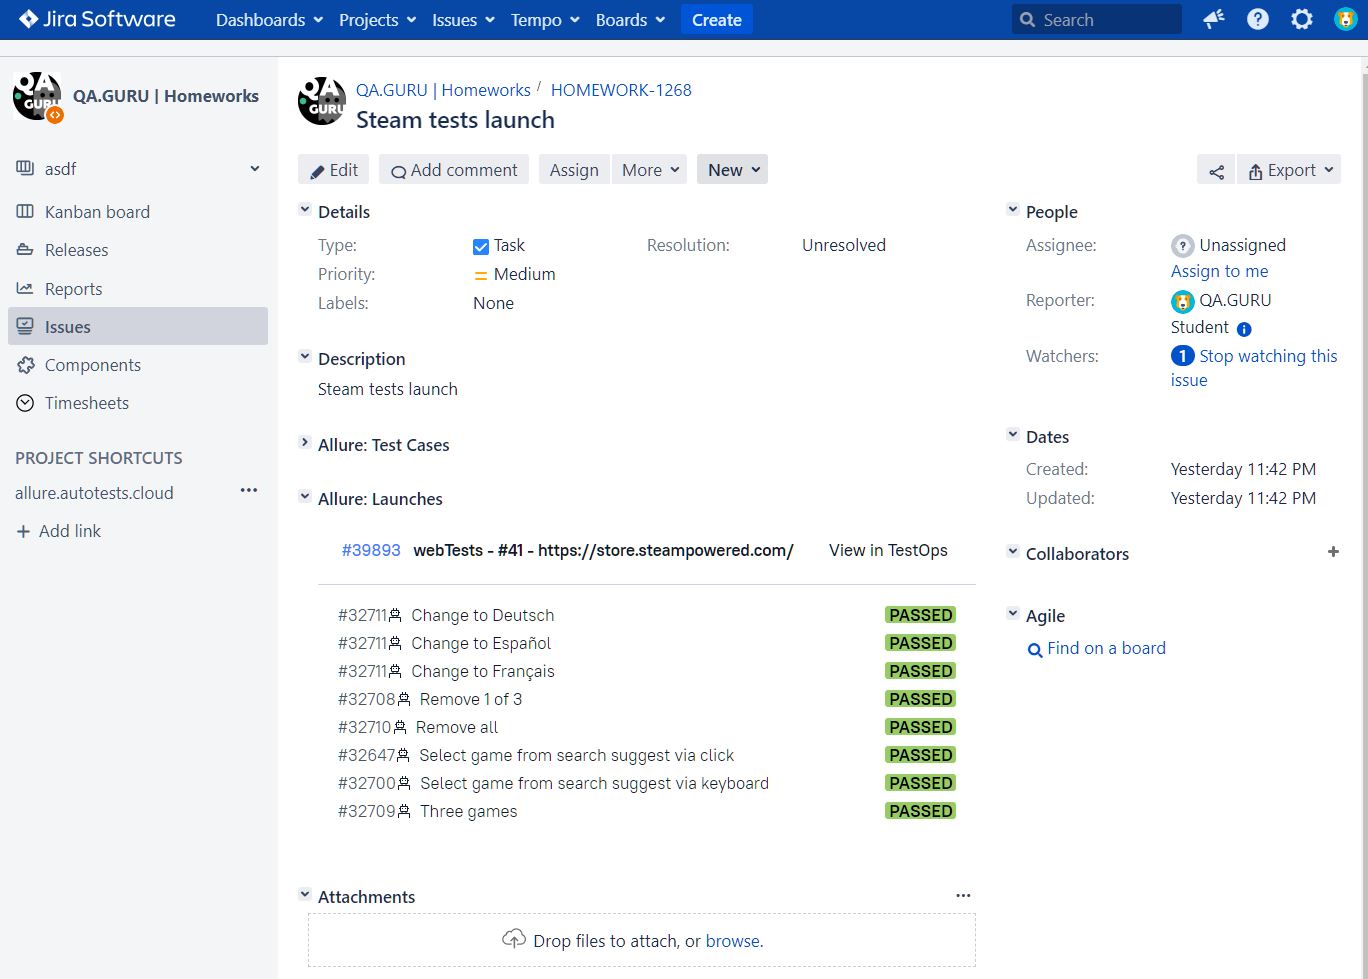 Jira Software Dashboards Projects Issues Tempo Boards Create Search
QA GURU
QA.GURU | Homeworks
asdf
Kanban board
Releases
Reports
Issues
Components
Timesheets
PROJECT SHORTCUTS
allure.autotests.cloud
Add link
QA GURU
QA.GURU | Homeworks / HOMEWORK-1268
Steam tests launch
Edit Add comment Assign More New Export
Details
Type: Task Resolution: Unresolved
Priority: Medium
Labels: None
Description
Steam tests launch
Allure: Test Cases
Allure: Launches
#39893 webTests - #41 - https://store.steampowered.com/ View in TestOps
#32711 Change to Deutsch PASSED
#32711 Change to Español PASSED
#32711 Change to Français PASSED
#32708 Remove 1 of 3 PASSED
#32710 Remove all PASSED
#32647 Select game from search suggest via click PASSED
#32700 Select game from search suggest via keyboard PASSED
#32709 Three games PASSED
Attachments
Drop files to attach, or browse.
People
Assignee: Unassigned
Assign to me
Reporter: QA.GURU
Student
Watchers: 1 Stop watching this
issue
Dates
Created: Yesterday 11:42 PM
Updated: Yesterday 11:42 PM
Collaborators
Agile
Find on a board